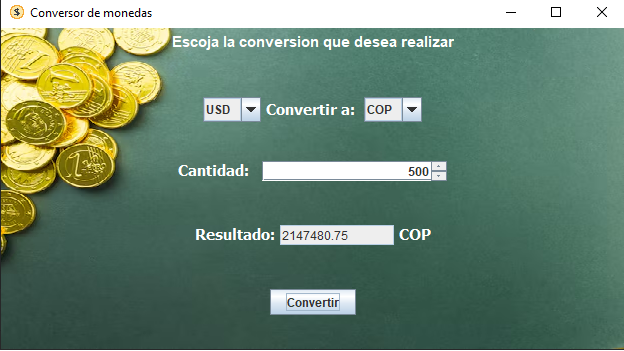 Conversor de monedas
Escoja la conversion que desea realizar
USD Convertir a: COP
Cantidad: 500
Resultado: 2147480.75 COP
Convertir